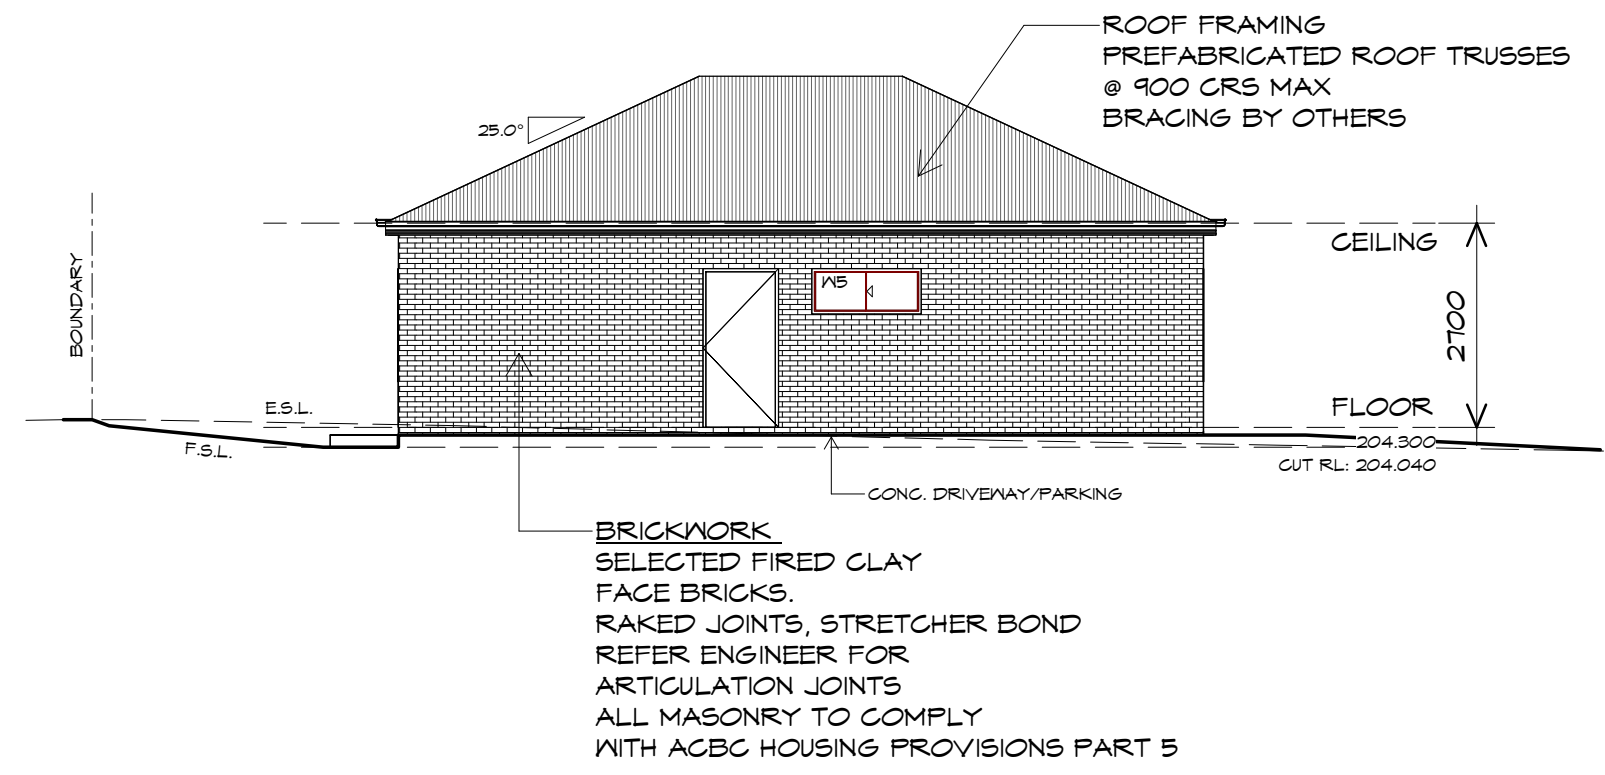 ROOF FRAMING
PREFABRICATED ROOF TRUSSES
@ 900 CRS MAX
BRACING BY OTHERS
25.0°
BOUNDARY
CEILING
W5
2700
E.S.L.
FLOOR
F.S.L.
204.300
CUT RL: 204.040
CONC. DRIVEWAY/PARKING
BRICKWORK
SELECTED FIRED CLAY
FACE BRICKS.
RAKED JOINTS, STRETCHER BOND
REFER ENGINEER FOR
ARTICULATION JOINTS
ALL MASONRY TO COMPLY
WITH ACBC HOUSING PROVISIONS PART 5